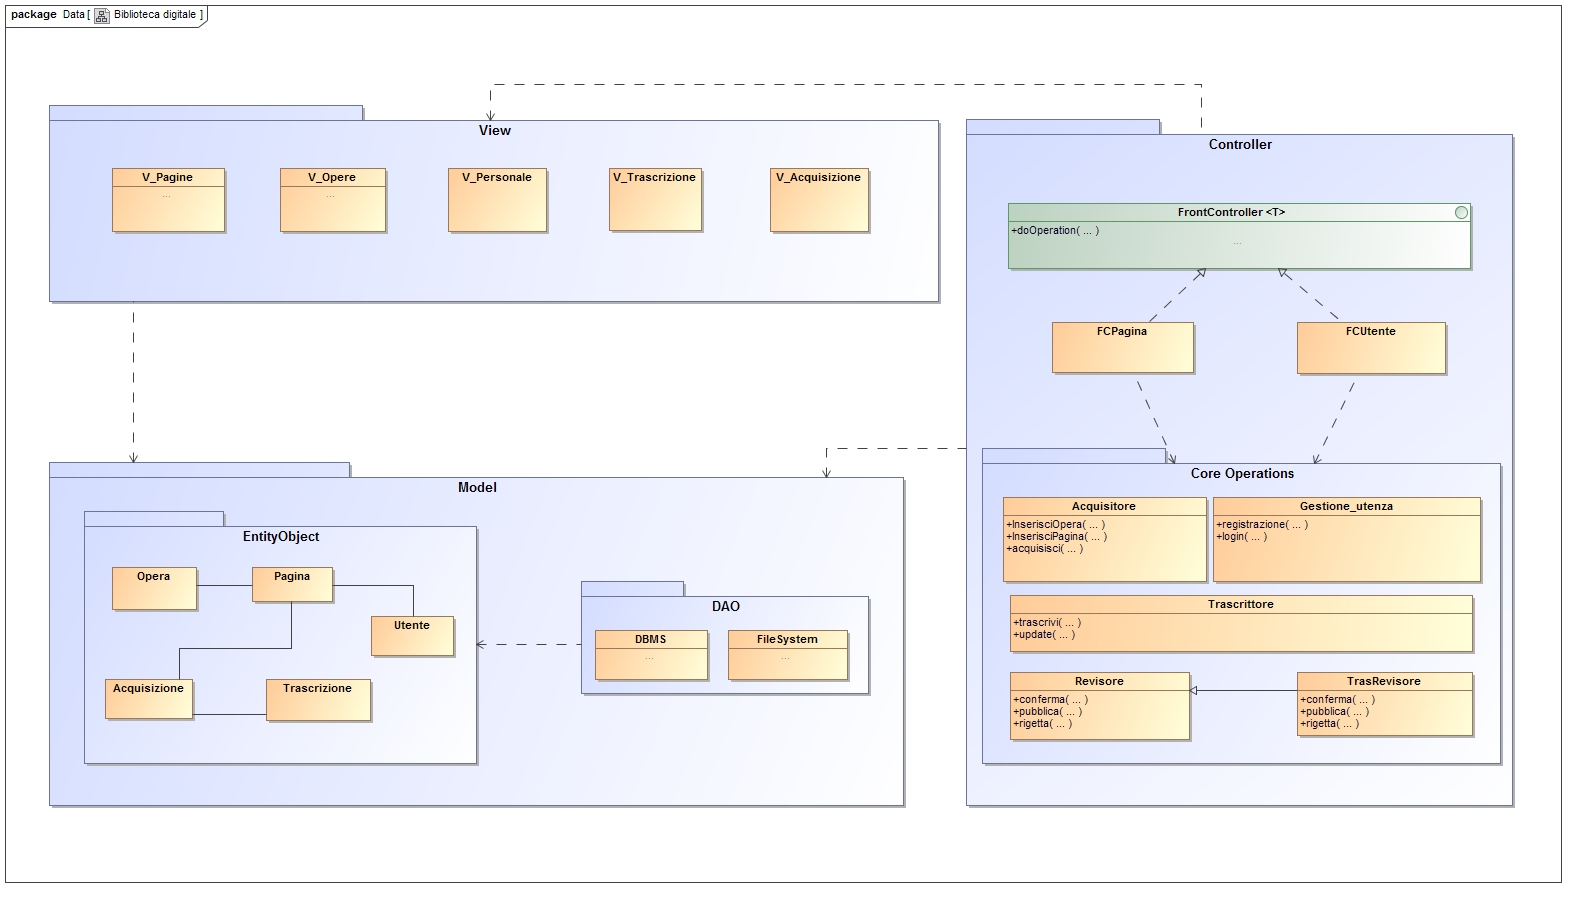 package Data [ Biblioteca digitale ]
View
V_Pagine
...
V_Opere
...
V_Personale
V_Trascrizione
V_Acquisizione
Controller
FrontController <T>
+doOperation( ... )
...
FCPagina
FCUtente
Core Operations
Acquisitore
+InserisciOpera( ... )
+InserisciPagina( ... )
+acquisisci( ... )
Gestione_utenza
+registrazione( ... )
+login( ... )
Trascrittore
+trascrivi( ... )
+update( ... )
Revisore
+conferma( ... )
+pubblica( ... )
+rigetta( ... )
TrasRevisore
+conferma( ... )
+pubblica( ... )
+rigetta( ... )
Model
EntityObject
Opera
Pagina
Utente
Acquisizione
Trascrizione
DAO
DBMS
...
FileSystem
...